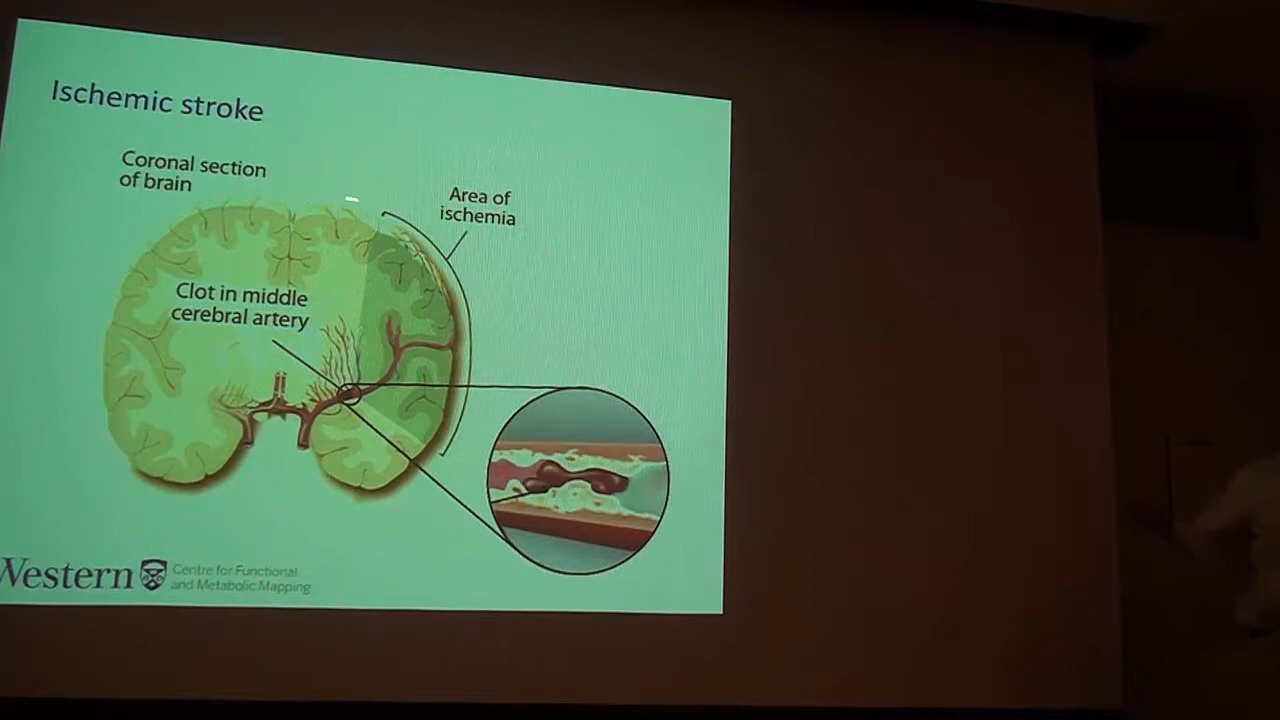 Ischemic stroke
Coronal section
of brain
Area of
ischemia
Clot in middle
cerebral artery
Western
Centre for Functional
and Metabolic Mapping